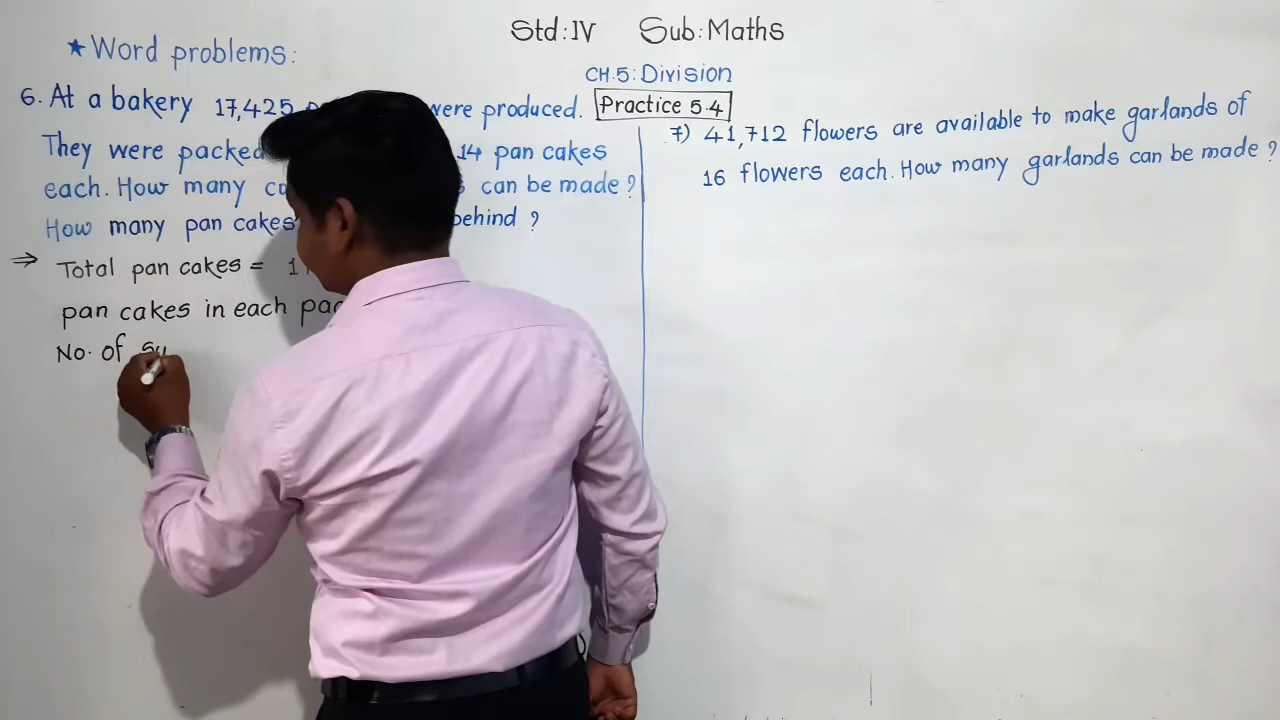 Std:IV Sub:Maths
★ Word problems:
CH.5: Division
Practice 5.4
6. At a bakery 17,425 were produced.
They were packed 14 pan cakes
each. How many can be made?
How many pan cakes behind?
⇒ Total pan cakes =
pan cakes in each
No. of
7) 41,712 flowers are available to make garlands of
16 flowers each. How many garlands can be made?